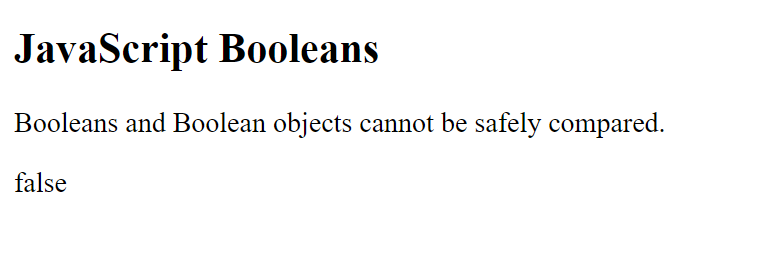 JavaScript Booleans
Booleans and Boolean objects cannot be safely compared.
false